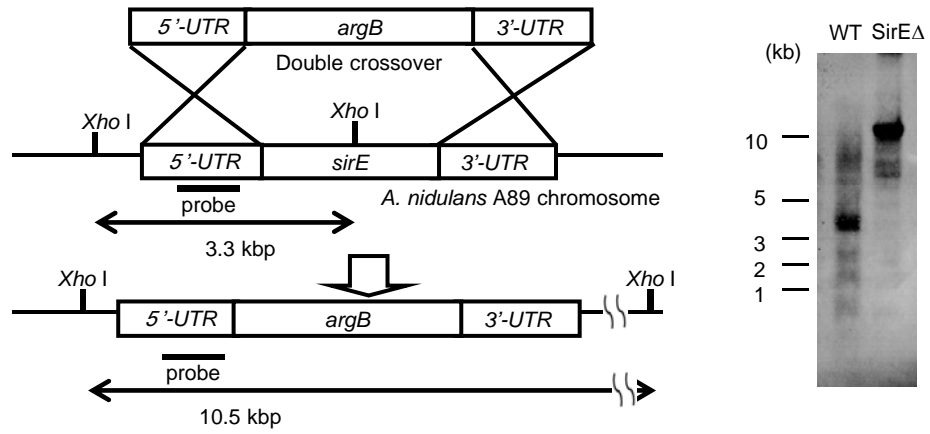 5’-UTR argB 3’-UTR
Double crossover
Xho I Xho I
5’-UTR sirE 3’-UTR
probe A. nidulans A89 chromosome
3.3 kbp
Xho I Xho I
5’-UTR argB 3’-UTR
probe
10.5 kbp
(kb) WT SirEΔ
10
5
3
2
1